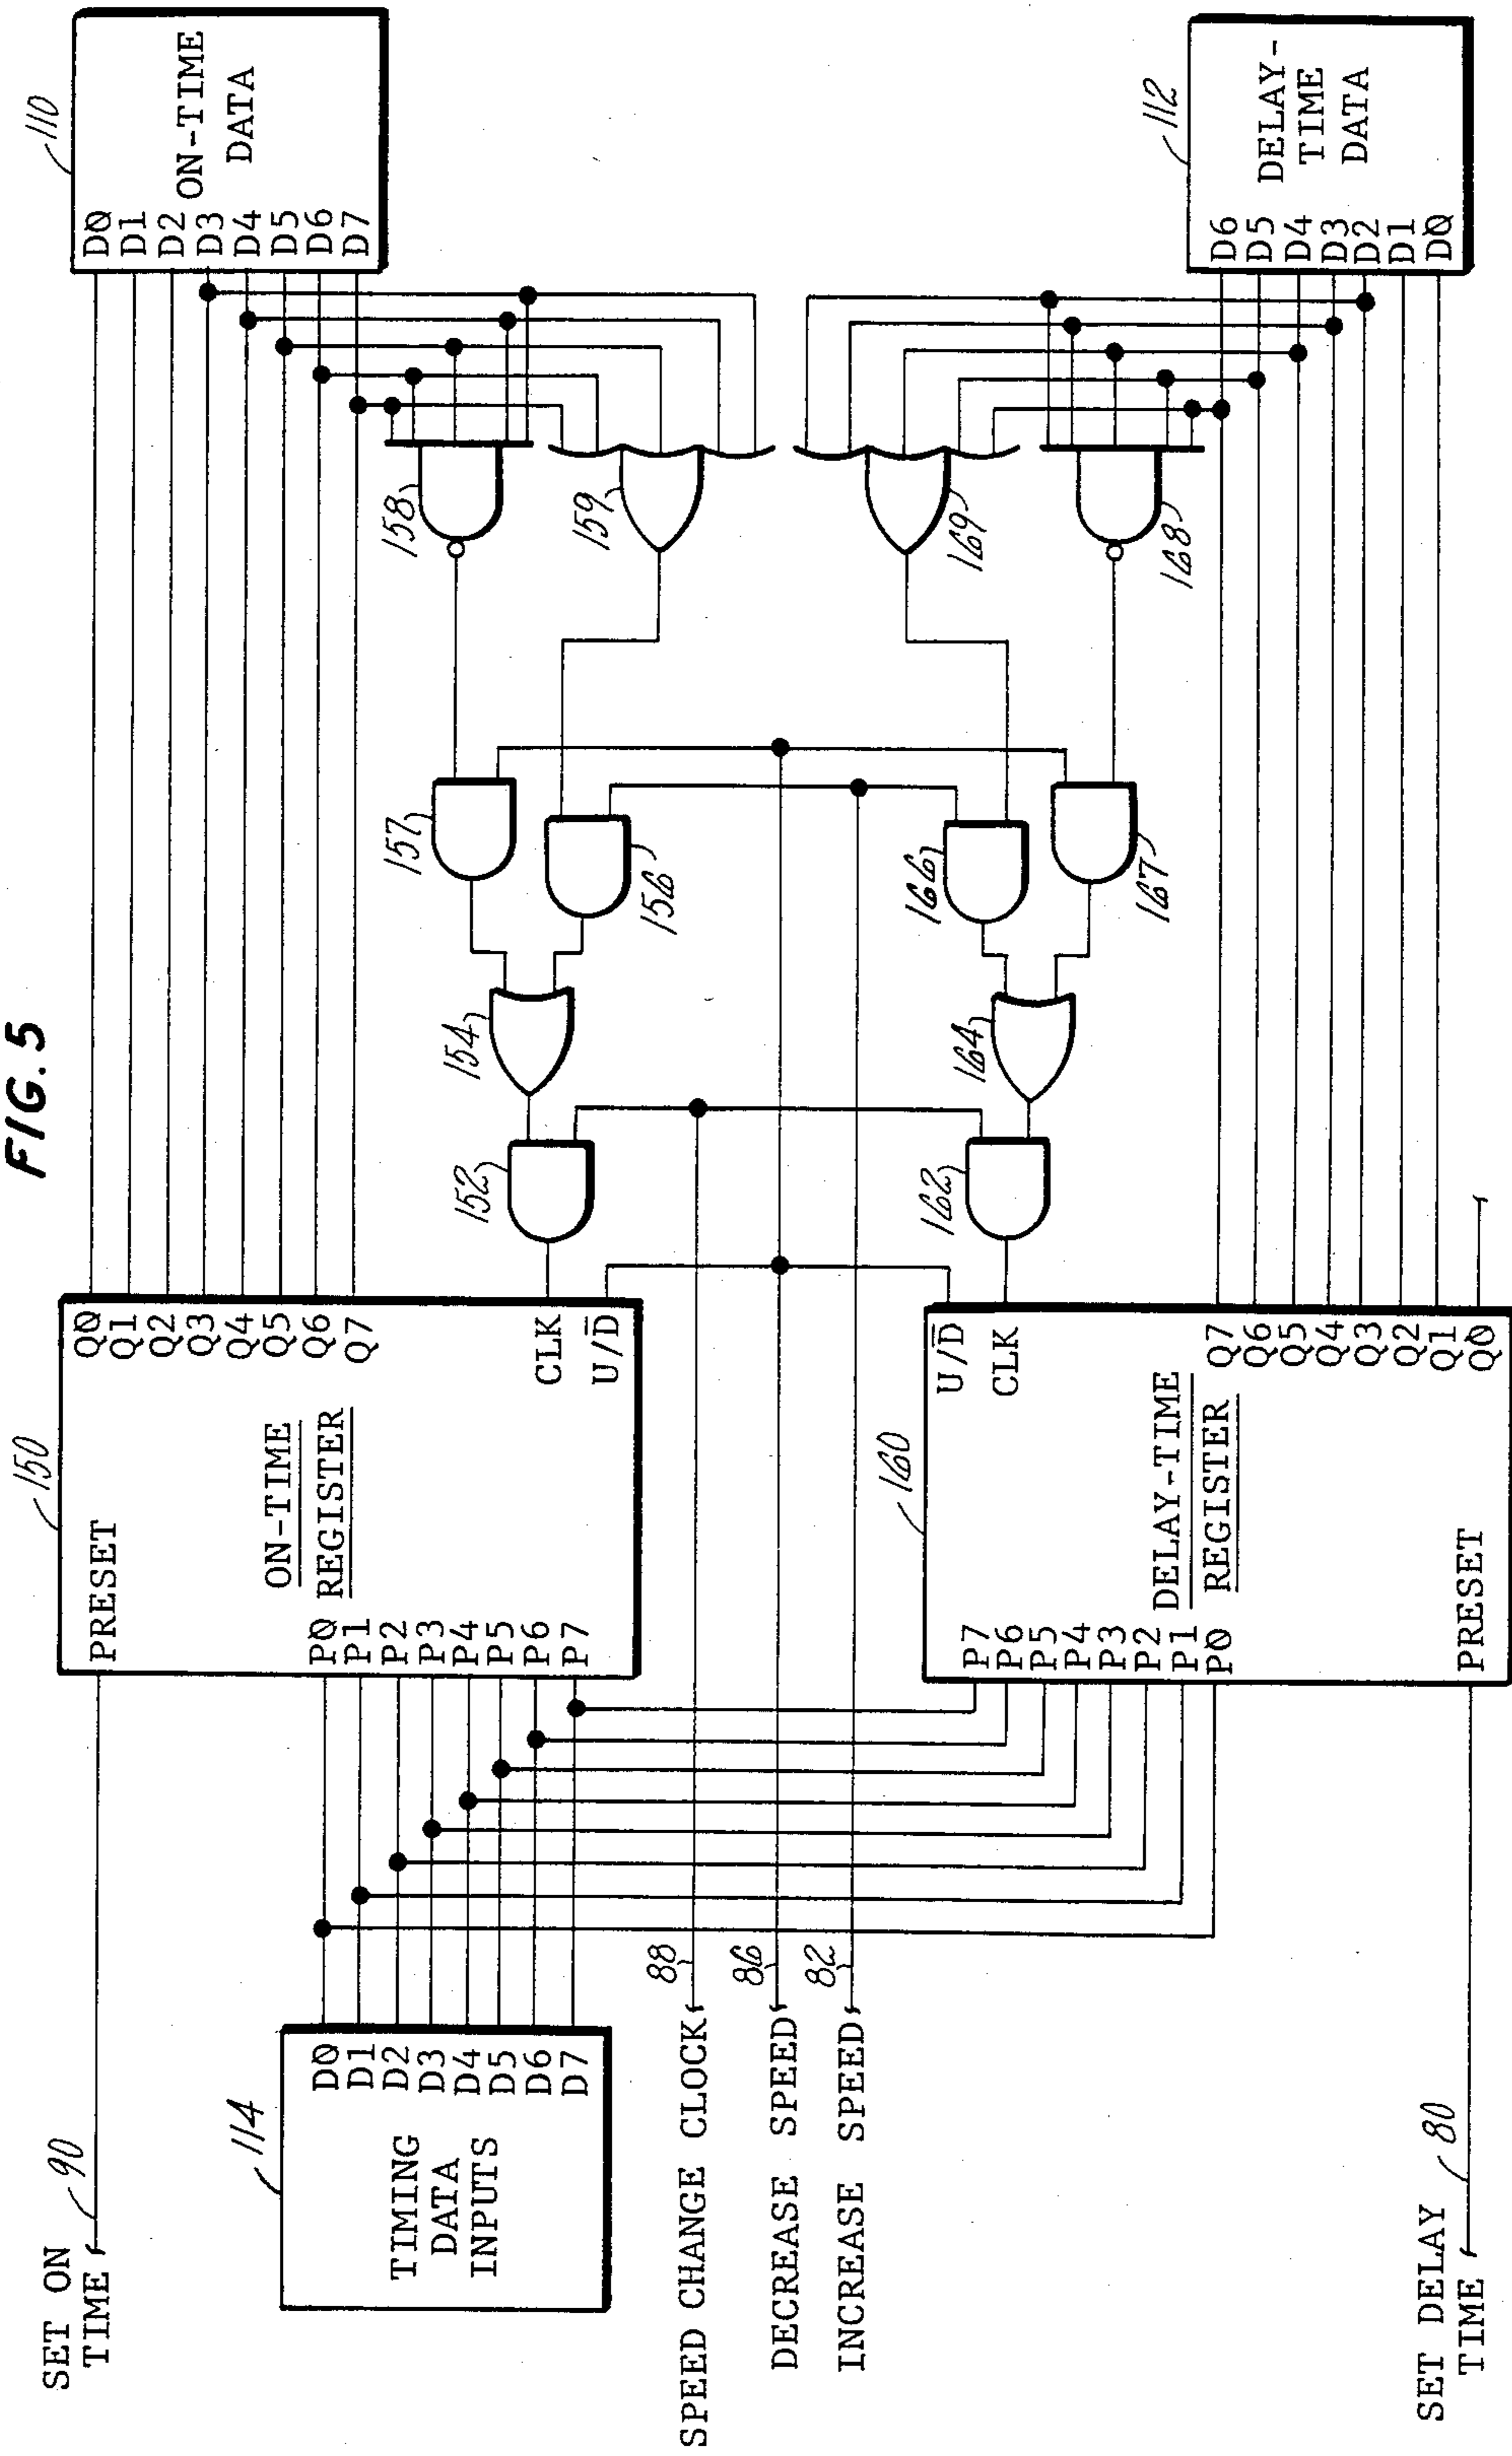 FIG. 5
SET ON
TIME
90
114
TIMING
DATA
INPUTS
D0
D1
D2
D3
D4
D5
D6
D7
SPEED CHANGE CLOCK
88
DECREASE SPEED
86
INCREASE SPEED
82
SET DELAY
TIME
80
150
PRESET
ON-TIME
REGISTER
P0
P1
P2
P3
P4
P5
P6
P7
Q0
Q1
Q2
Q3
Q4
Q5
Q6
Q7
CLK
U/D̅
160
P7
P6
P5
P4
P3
P2
P1
P0
DELAY-TIME
REGISTER
PRESET
U/D̅
CLK
Q7
Q6
Q5
Q4
Q3
Q2
Q1
Q0
152
154
157
156
158
159
162
164
166
167
169
168
110
D0
D1
D2
D3
D4
D5
D6
D7
ON-TIME
DATA
112
D6
D5
D4
D3
D2
D1
D0
DELAY-
TIME
DATA